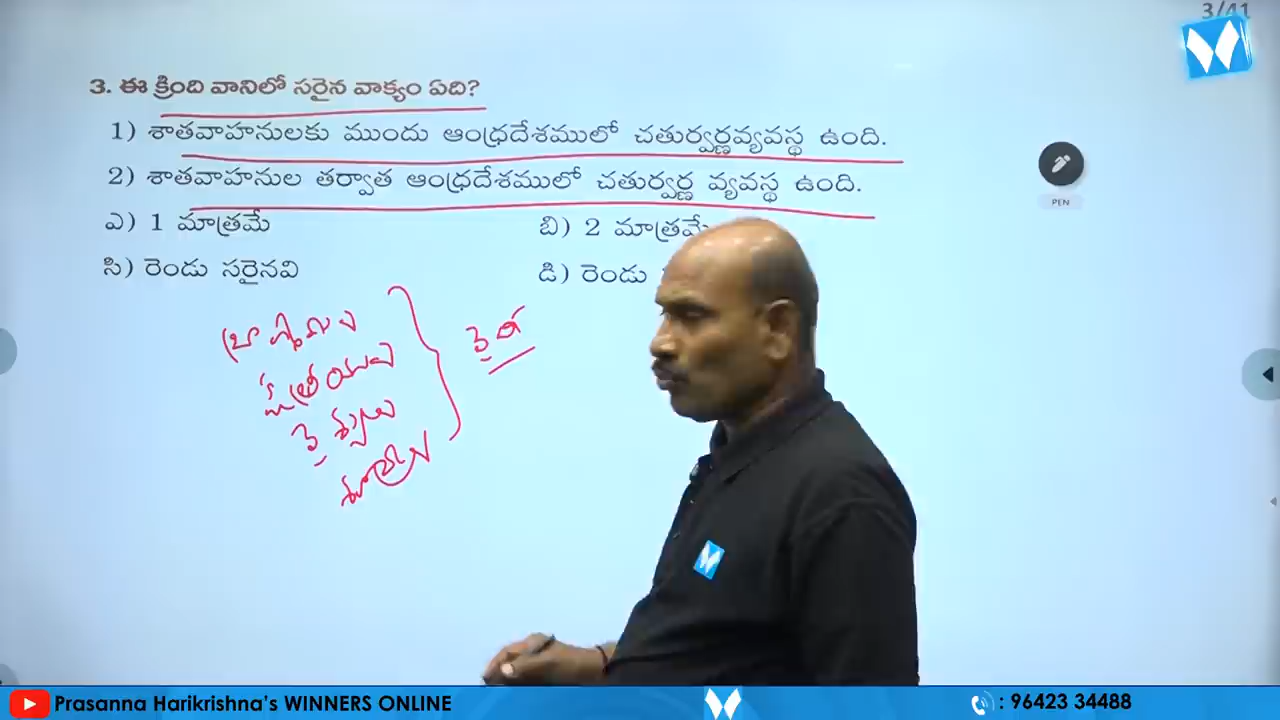 3/41
3. ఈ క్రింది వానిలో సరైన వాక్యం ఏది?
1) శాతవాహనులకు ముందు ఆంధ్రదేశములో చతుర్వర్ణవ్యవస్థ ఉంది.
2) శాతవాహనుల తర్వాత ఆంధ్రదేశములో చతుర్వర్ణ వ్యవస్థ ఉంది.
PEN
ఎ) 1 మాత్రమే బి) 2 మాత్రమే
సి) రెండు సరైనవి డి) రెండు
బ్రాహ్మణులు
క్షత్రియులు
వైశ్యులు
శూద్రులు
Prasanna Harikrishna's WINNERS ONLINE : 96423 34488